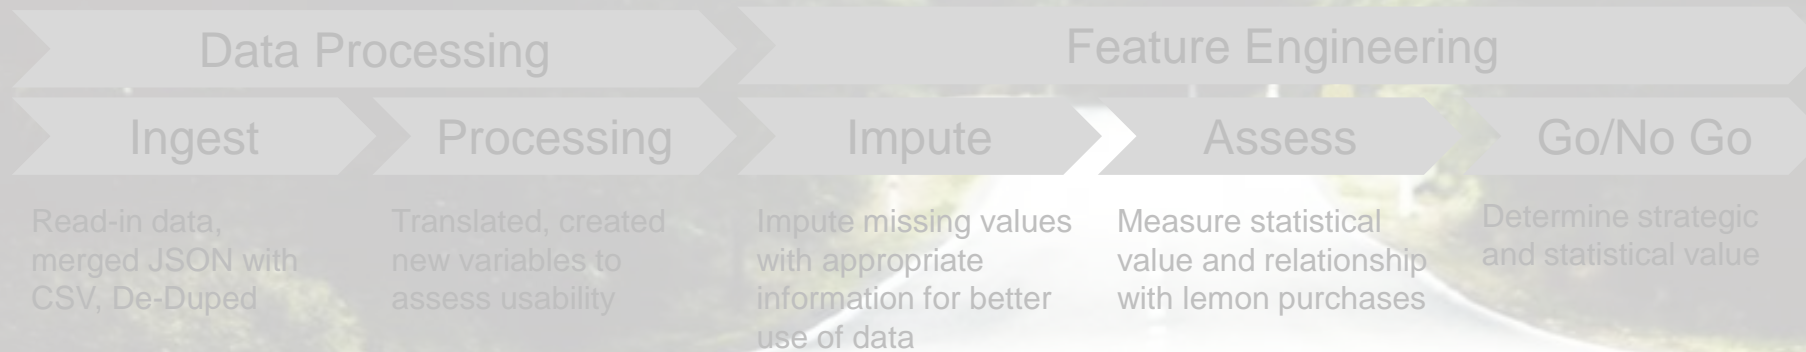 Data Processing
Feature Engineering
Ingest
Processing
Impute
Assess
Go/No Go
Read-in data,
merged JSON with
CSV, De-Duped
Translated, created
new variables to
assess usability
Impute missing values
with appropriate
information for better
use of data
Measure statistical
value and relationship
with lemon purchases
Determine strategic
and statistical value